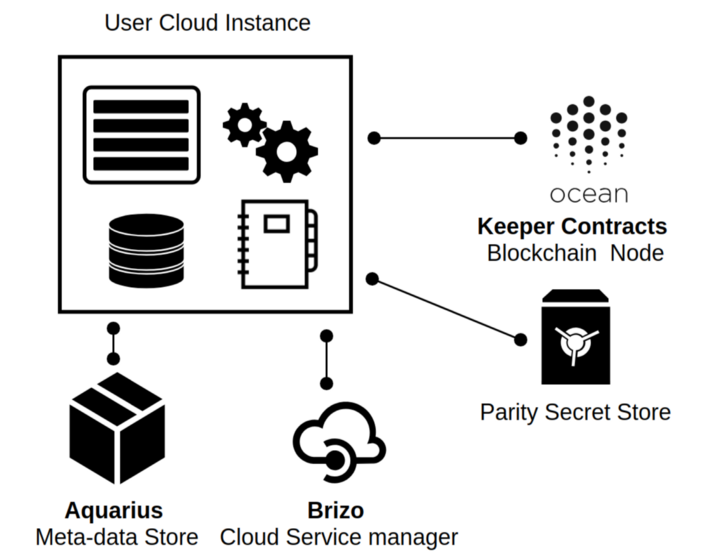 User Cloud Instance
ocean
Keeper Contracts
Blockchain Node
Parity Secret Store
Aquarius
Meta-data Store
Brizo
Cloud Service manager